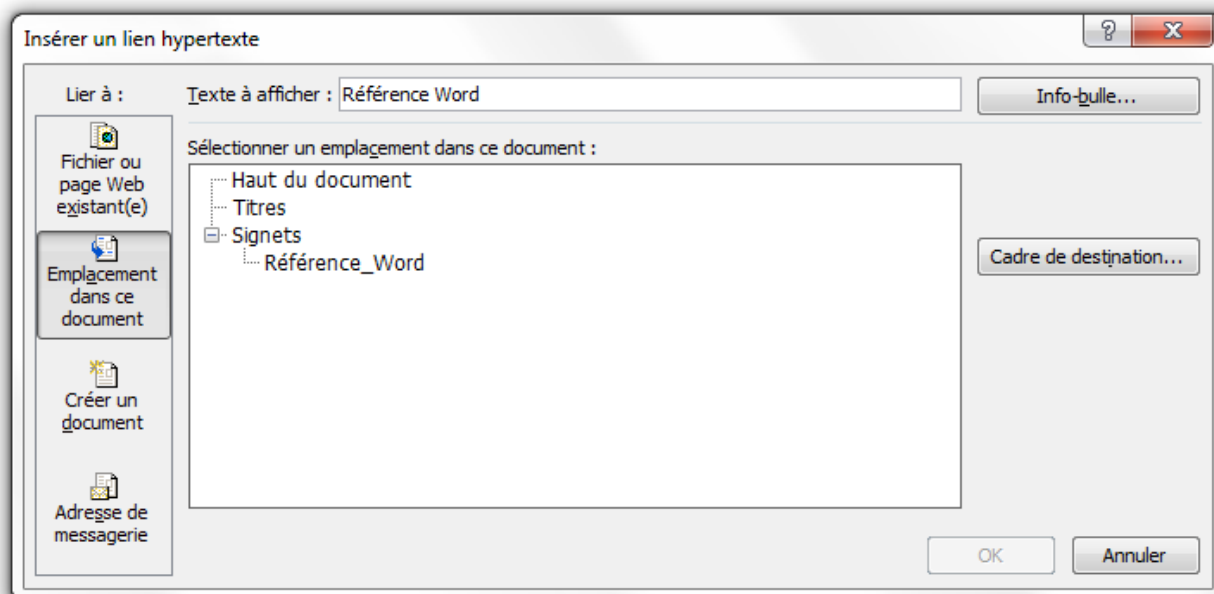 Insérer un lien hypertexte
Lier à :
Texte à afficher : Référence Word
Info-bulle...
Fichier ou
page Web
existant(e)
Emplacement
dans ce
document
Créer un
document
Adresse de
messagerie
Sélectionner un emplacement dans ce document :
Haut du document
Titres
Signets
Référence_Word
Cadre de destination...
OK
Annuler